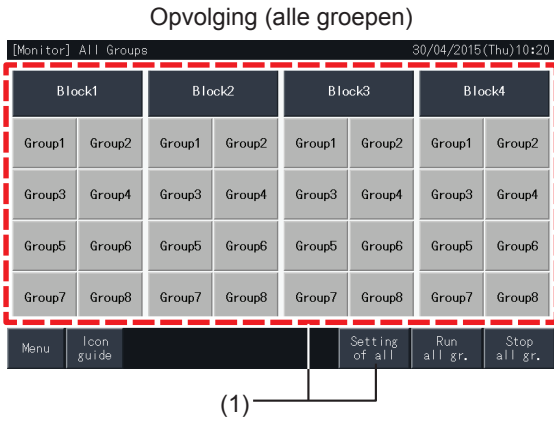 Opvolging (alle groepen)
[Monitor] All Groups 30/04/2015(Thu)10:20
Block1 Block2 Block3 Block4
Group1 Group2 Group1 Group2 Group1 Group2 Group1 Group2
Group3 Group4 Group3 Group4 Group3 Group4 Group3 Group4
Group5 Group6 Group5 Group6 Group5 Group6 Group5 Group6
Group7 Group8 Group7 Group8 Group7 Group8 Group7 Group8
Menu Icon guide Setting of all Run all gr. Stop all gr.
(1)